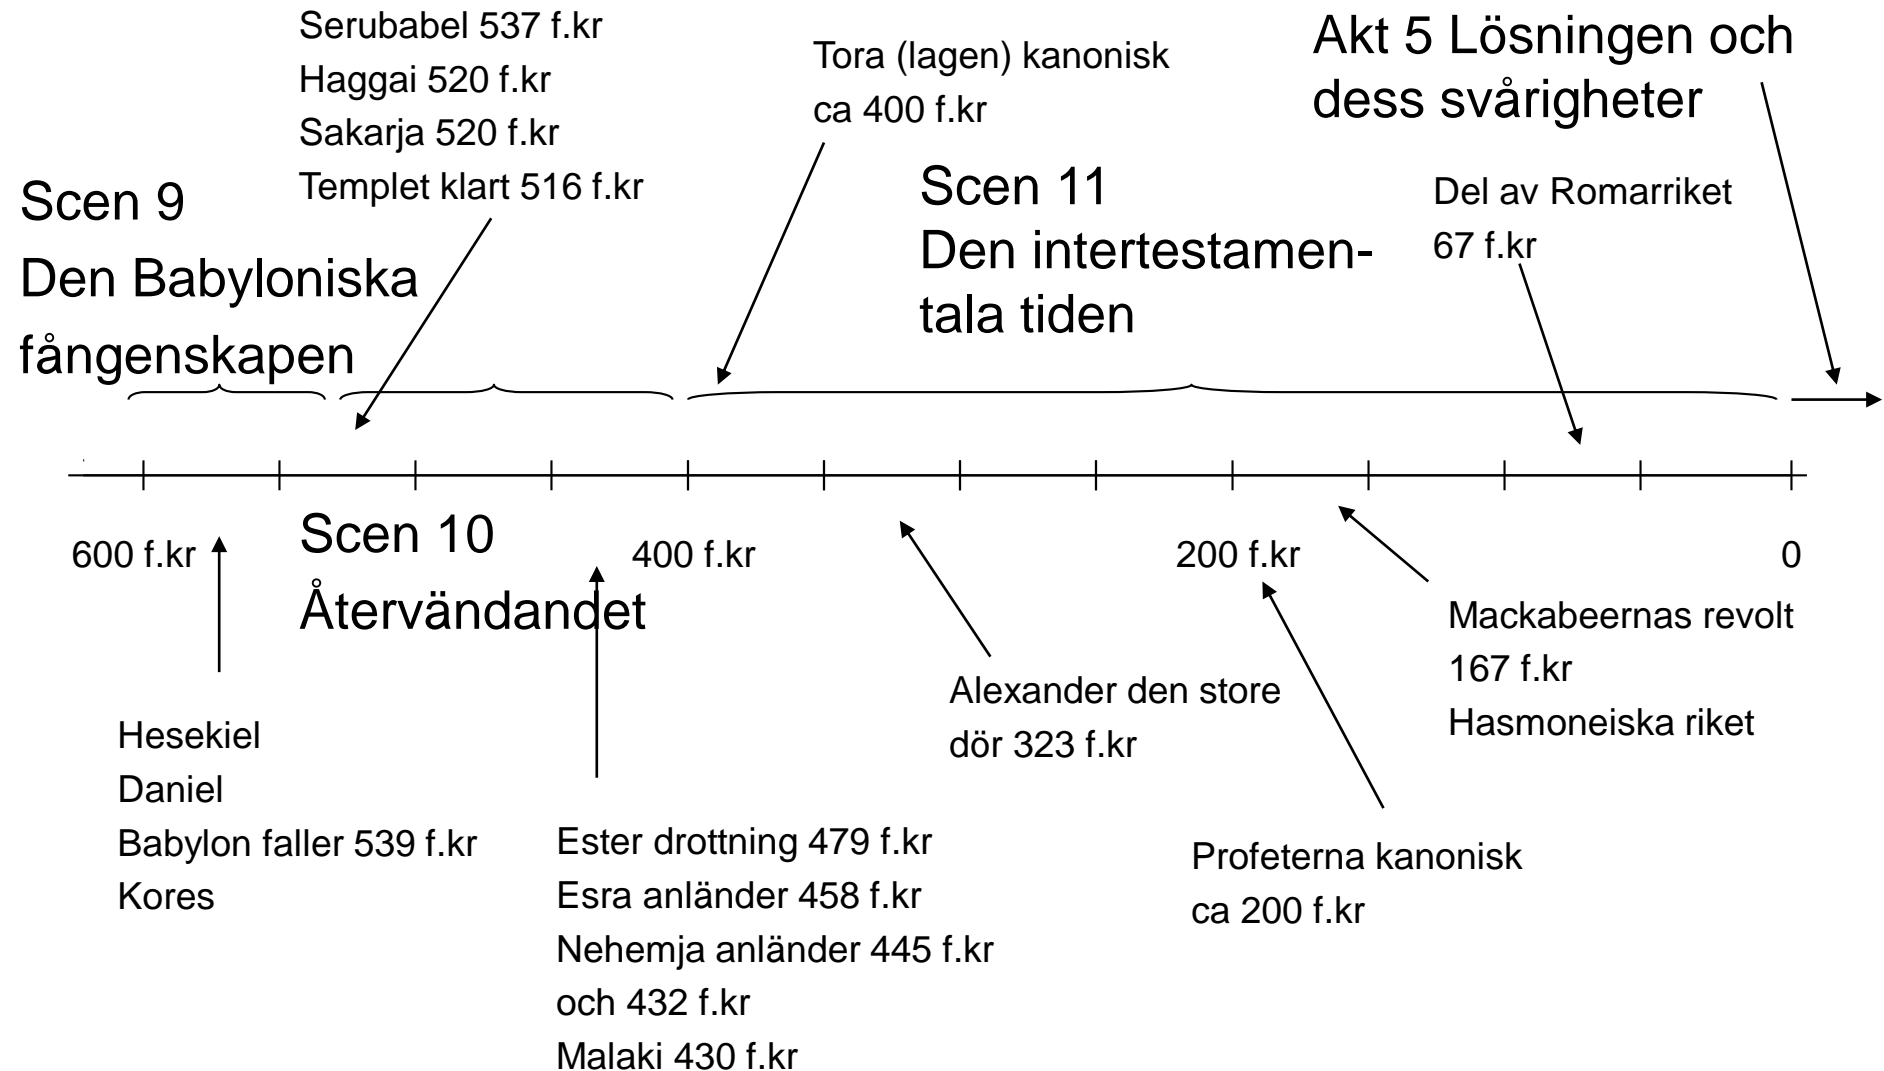 Serubabel 537 f.kr
Haggai 520 f.kr
Sakarja 520 f.kr
Templet klart 516 f.kr
Tora (lagen) kanonisk
ca 400 f.kr
Akt 5 Lösningen och
dess svårigheter
Scen 9
Den Babyloniska
fångenskapen
Scen 11
Den intertestamen-
tala tiden
Del av Romarriket
67 f.kr
600 f.kr
Scen 10
Återvändandet
400 f.kr
200 f.kr
0
Hesekiel
Daniel
Babylon faller 539 f.kr
Kores
Ester drottning 479 f.kr
Esra anländer 458 f.kr
Nehemja anländer 445 f.kr
och 432 f.kr
Malaki 430 f.kr
Alexander den store
dör 323 f.kr
Profeterna kanonisk
ca 200 f.kr
Mackabeernas revolt
167 f.kr
Hasmoneiska riket